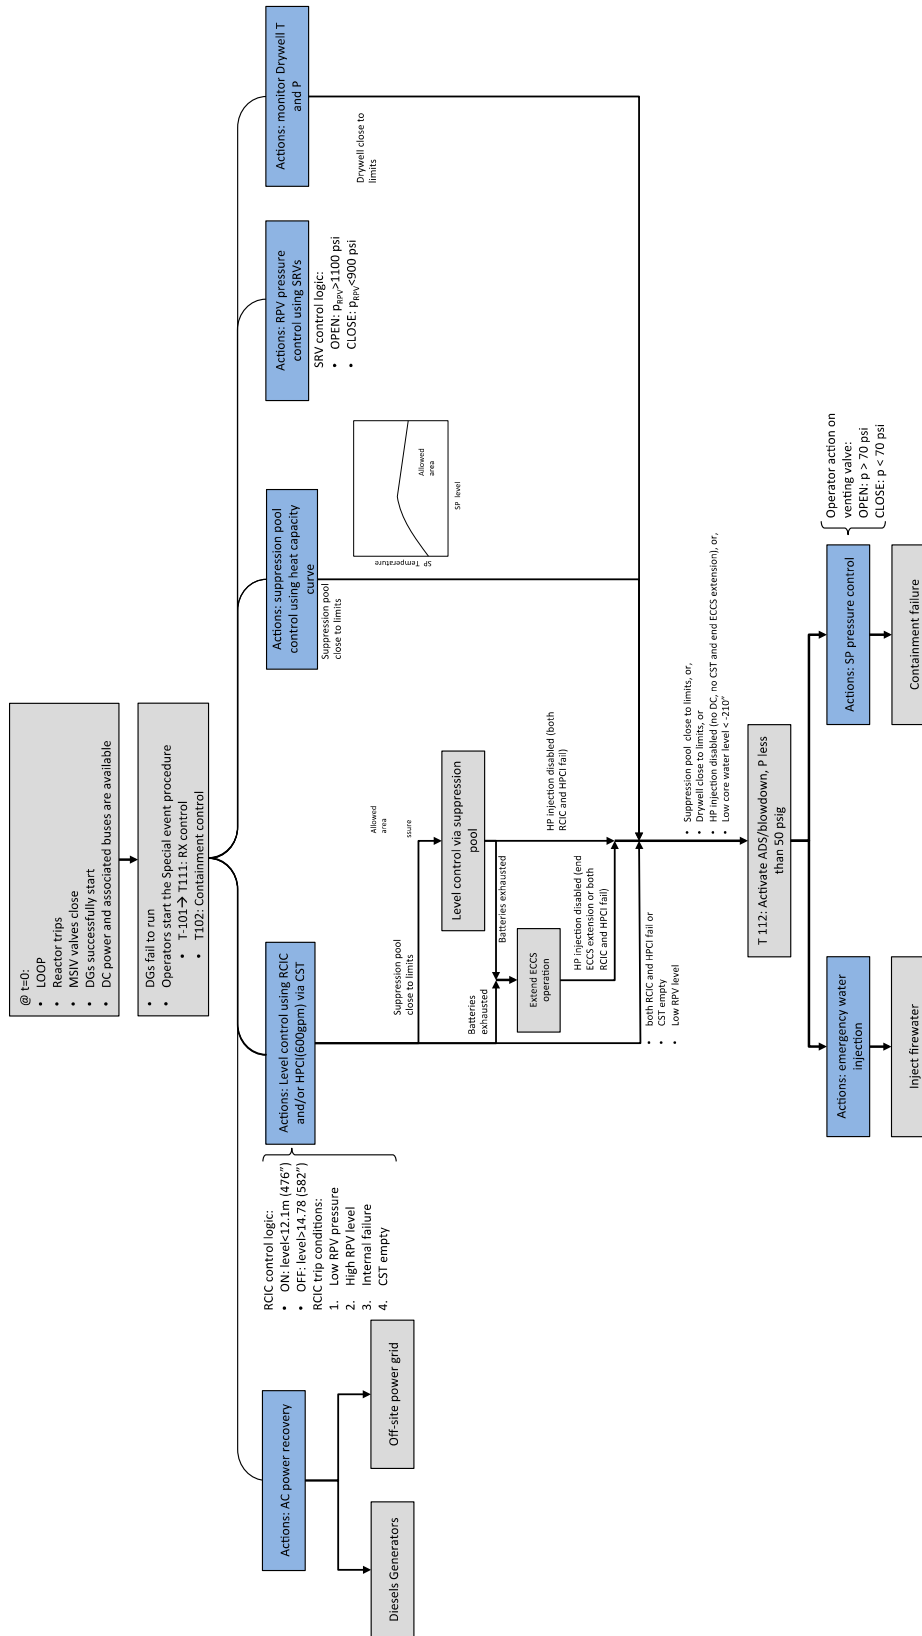 @ t=0:
• LOOP
• Reactor trips
• MSIV valves close
• DGs successfully start
• DC power and associated buses are available
• DGs fail to run
• Operators start the Special event procedure
• T-101→ T111: RX control
• T102: Containment control
Actions: AC power recovery
Diesels Generators
Off-site power grid
RCIC control logic:
• ON: level<12.1m (476”)
• OFF: level>14.78 (582”)
RCIC trip conditions:
1. Low RPV pressure
2. High RPV level
3. Internal failure
4. CST empty
Actions: Level control using RCIC
and/or HPCI(600gpm) via CST
Suppression pool
close to limits
Allowed
area
ssure
Level control via suppression
pool
Batteries
exhausted
Batteries exhausted
Extend ECCS
operation
HP injection disabled (end
ECCS extension or both
RCIC and HPCI fail)
HP injection disabled (both
RCIC and HPCI fail)
• both RCIC and HPCI fail or
• CST empty
• Low RPV level
Actions: suppression pool
control using heat capacity
curve
Suppression pool
close to limits
SP Temperature
Allowed
area
SP level
Actions: RPV pressure
control using SRVs
SRV control logic:
• OPEN: pRPV>1100 psi
• CLOSE: pRPV<900 psi
Actions: monitor Drywell T
and P
Drywell close to
limits
• Suppression pool close to limits, or,
• Drywell close to limits, or
• HP injection disabled (no DC, no CST and end ECCS extension), or,
• Low core water level < -210”
T 112: Activate ADS/blowdown, P less
than 50 psig
Actions: emergency water
injection
Inject firewater
Actions: SP pressure control
Operator action on
venting valve:
OPEN: p > 70 psi
CLOSE: p < 70 psi
Containment failure